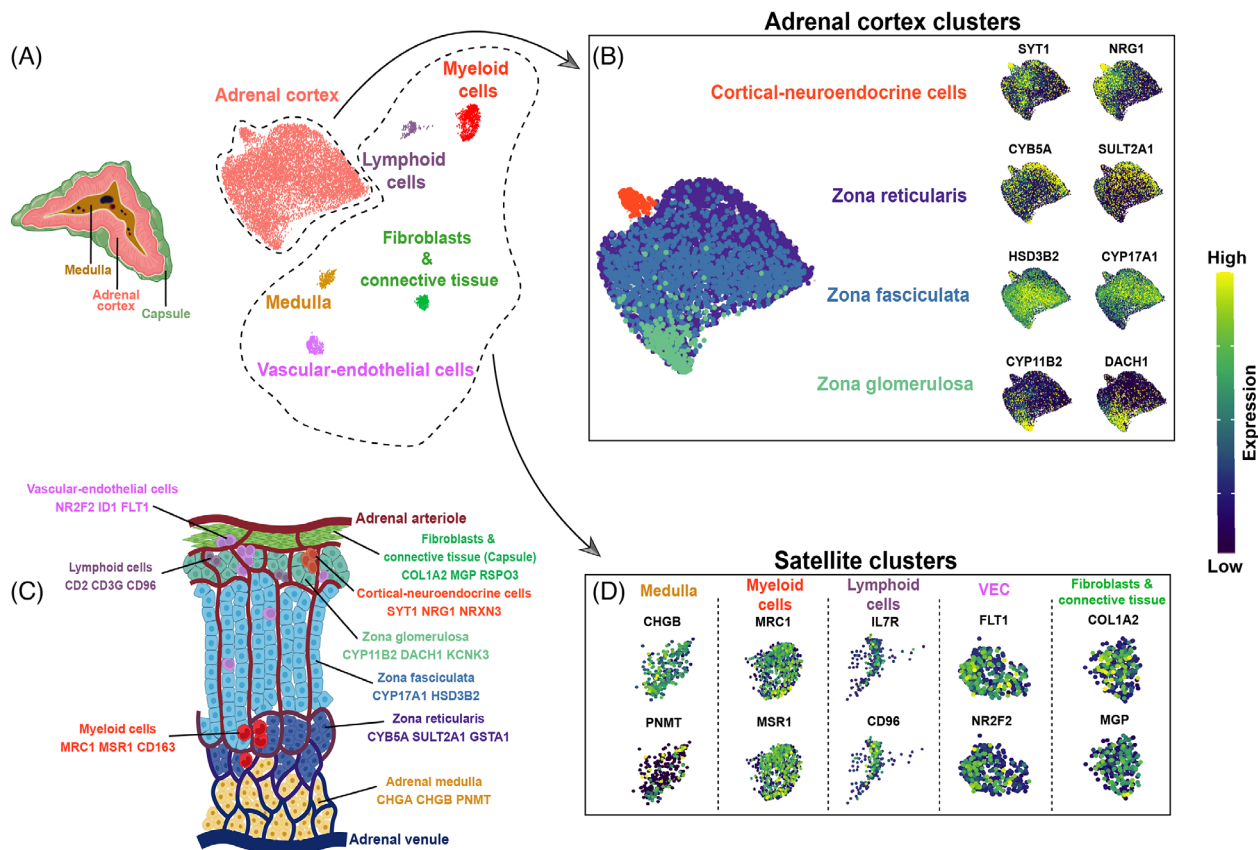 (A)
Adrenal cortex
Myeloid
cells
Lymphoid
cells
Fibroblasts
&
connective tissue
Medulla
Vascular-endothelial cells
Medulla
Adrenal
cortex
Capsule
Adrenal cortex clusters
(B)
SYT1 NRG1
Cortical-neuroendocrine cells
CYB5A SULT2A1
Zona reticularis
HSD3B2 CYP17A1
Zona fasciculata
CYP11B2 DACH1
Zona glomerulosa
High
Expression
Low
(C)
Vascular-endothelial cells
NR2F2 ID1 FLT1
Adrenal arteriole
Fibroblasts &
connective tissue (Capsule)
COL1A2 MGP RSPO3
Lymphoid cells
CD2 CD3G CD96
Cortical-neuroendocrine cells
SYT1 NRG1 NRXN3
Zona glomerulosa
CYP11B2 DACH1 KCNK3
Zona fasciculata
CYP17A1 HSD3B2
Zona reticularis
CYB5A SULT2A1 GSTA1
Myeloid cells
MRC1 MSR1 CD163
Adrenal medulla
CHGA CHGB PNMT
Adrenal venule
Satellite clusters
(D)
Medulla
CHGB
PNMT
Myeloid
cells
MRC1
MSR1
Lymphoid
cells
IL7R
CD96
VEC
FLT1
NR2F2
Fibroblasts &
connective tissue
COL1A2
MGP